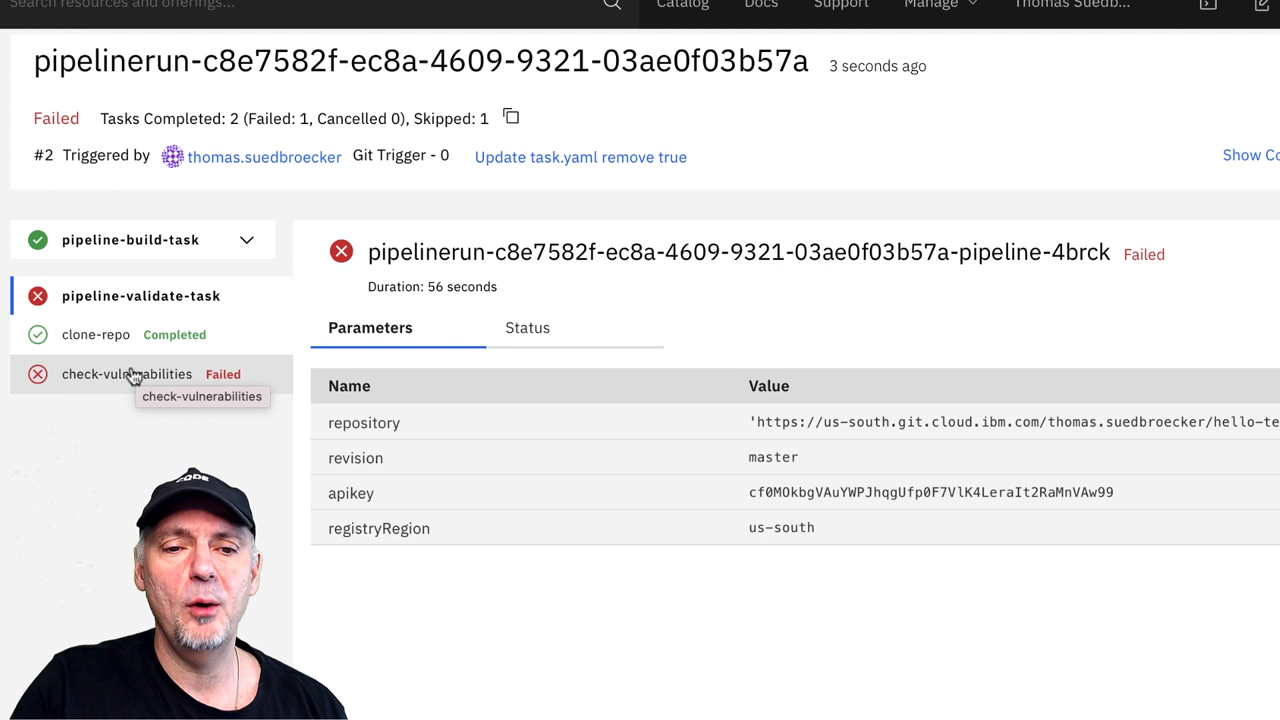 Search resources and offerings...
Catalog Docs Support Manage Thomas Suedb...
pipelinerun-c8e7582f-ec8a-4609-9321-03ae0f03b57a 3 seconds ago
Failed Tasks Completed: 2 (Failed: 1, Cancelled 0), Skipped: 1
#2 Triggered by thomas.suedbroecker Git Trigger - 0 Update task.yaml remove true Show Co
pipeline-build-task
pipeline-validate-task
clone-repo Completed
check-vulnerabilities Failed
check-vulnerabilities
pipelinerun-c8e7582f-ec8a-4609-9321-03ae0f03b57a-pipeline-4brck Failed
Duration: 56 seconds
Parameters Status
Name Value
repository 'https://us-south.git.cloud.ibm.com/thomas.suedbroecker/hello-te
revision master
apikey cf0MOkbgVAuYWPJhqgUfp0F7VlK4LeraIt2RaMnVAw99
registryRegion us-south
CODE